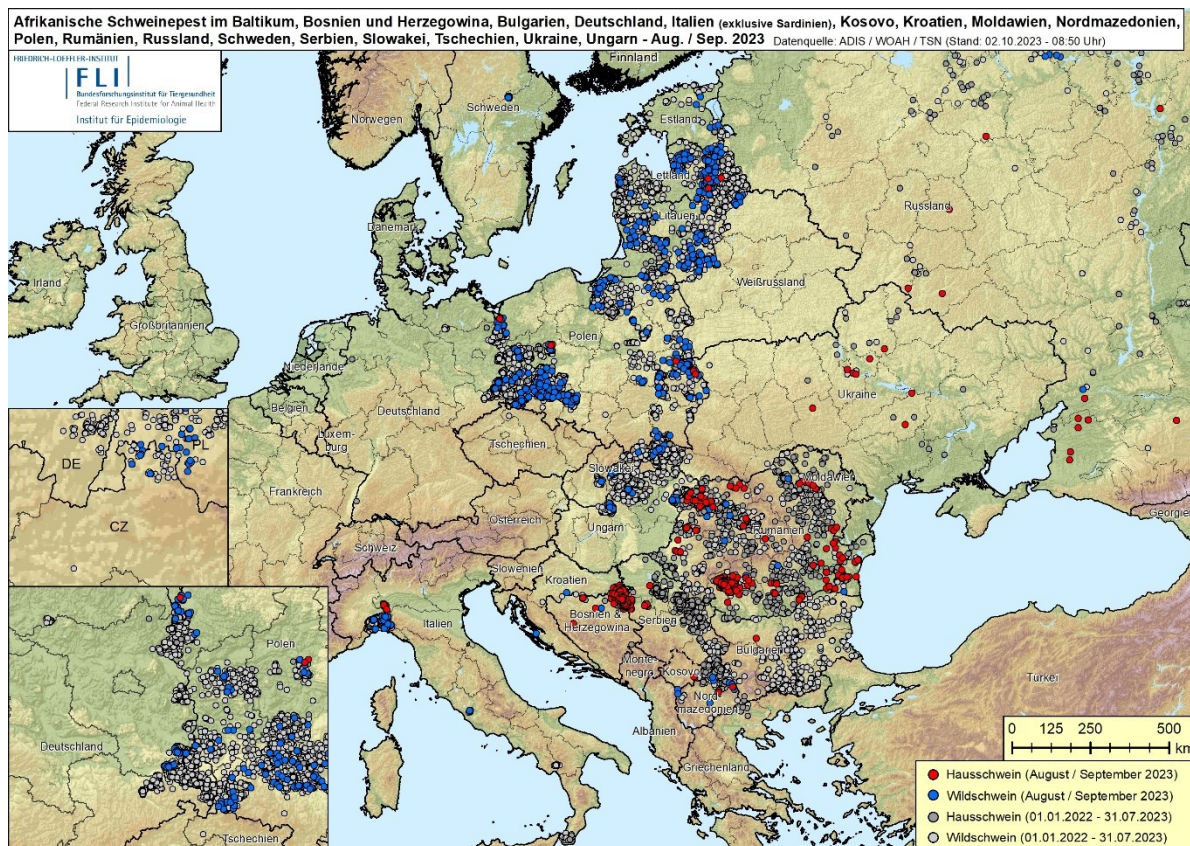 Afrikanische Schweinepest im Baltikum, Bosnien und Herzegowina, Bulgarien, Deutschland, Italien (exklusive Sardinien), Kosovo, Kroatien, Moldawien, Nordmazedonien,
Polen, Rumänien, Russland, Schweden, Serbien, Slowakei, Tschechien, Ukraine, Ungarn - Aug. / Sep. 2023 Datenquelle: ADIS / WOAH / TSN (Stand: 02.10.2023 - 08:50 Uhr)
FRIEDRICH-LOEFFLER-INSTITUT
FLI
Bundesforschungsinstitut für Tiergesundheit
Federal Research Institute for Animal Health
Institut für Epidemiologie
Finnland
Schweden
Norwegen
Estland
Lettland
Russland
Litauen
Dänemark
Irland
Weißrussland
Großbritannien
Polen
Niederlande
Ukraine
Belgien
Deutschland
Luxem-
burg
Tschechien
PL
DE
Slowakei
Moldawien
Frankreich
CZ
Österreich
Ungarn
Rumänien
Georgien
Schweiz
Slowenien
Kroatien
Bosnien &
Herzegowina
Serbien
Italien
Polen
Monte-
negro
Kosovo
Bulgarien
Türkei
Nord-
mazedonien
Albanien
Deutschland
Griechenland
Tschechien
0 125 250 500
km
Hausschwein (August / September 2023)
Wildschwein (August / September 2023)
Hausschwein (01.01.2022 - 31.07.2023)
Wildschwein (01.01.2022 - 31.07.2023)